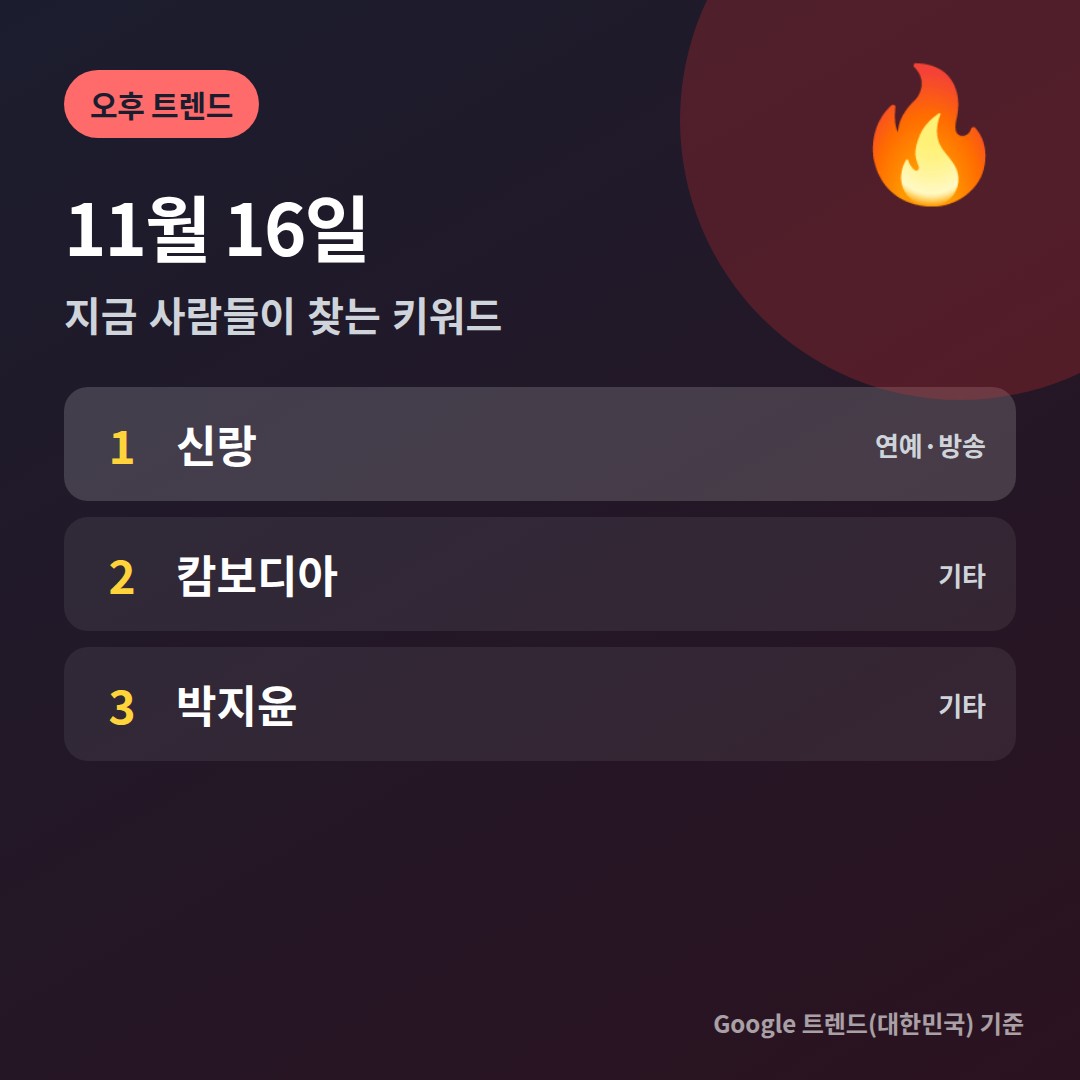 오후 트렌드
11월 16일
지금 사람들이 찾는 키워드
1 신랑 연예·방송
2 캄보디아 기타
3 박지윤 기타
Google 트렌드(대한민국) 기준